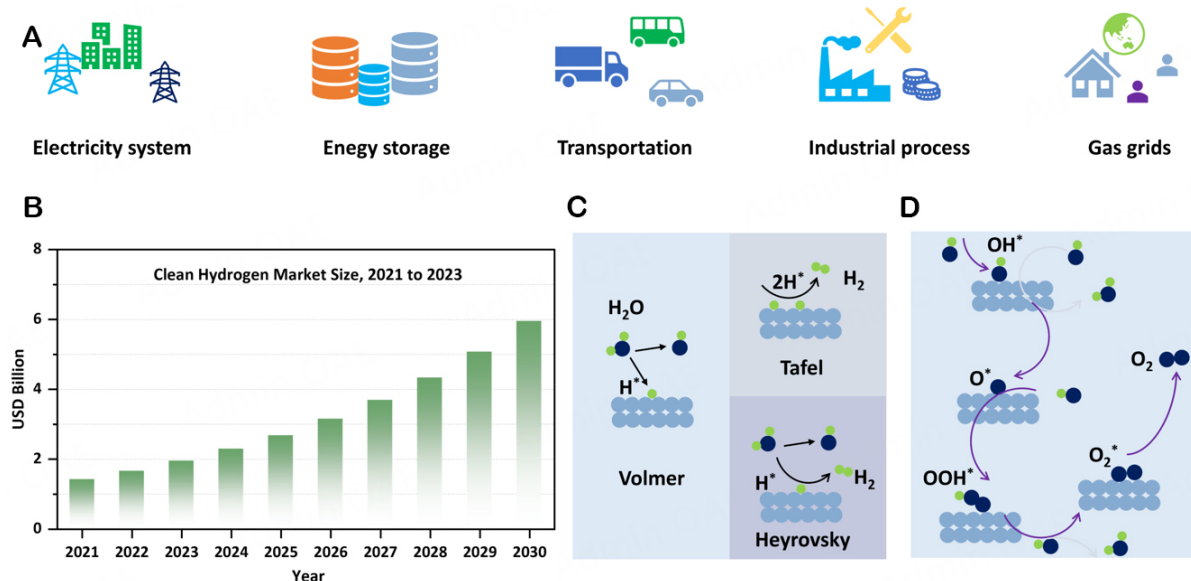 A
Electricity system
Enegy storage
Transportation
Industrial process
Gas grids
B
Clean Hydrogen Market Size, 2021 to 2023
USD Billion
8
6
4
2
0
2021 2022 2023 2024 2025 2026 2027 2028 2029 2030
Year
C
H₂O
H*
Volmer
2H*
H₂
Tafel
H*
H₂
Heyrovsky
D
OH*
O*
OOH*
O₂*
O₂